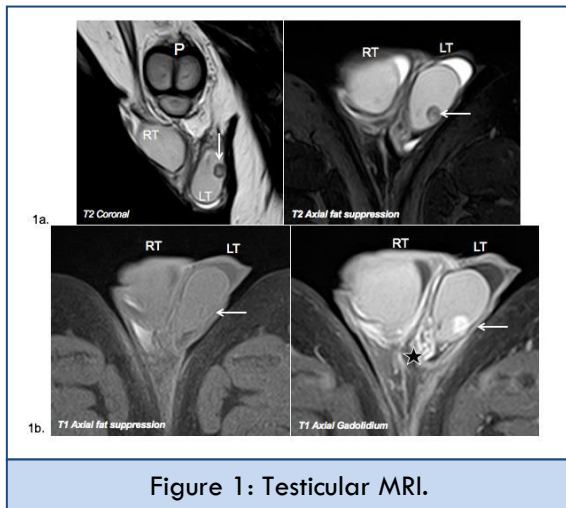 P
RT
LT
T2 Coronal
RT LT
T2 Axial fat suppression
1a.
RT LT
T1 Axial fat suppression
RT LT
T1 Axial Gadolidium
1b.
Figure 1: Testicular MRI.